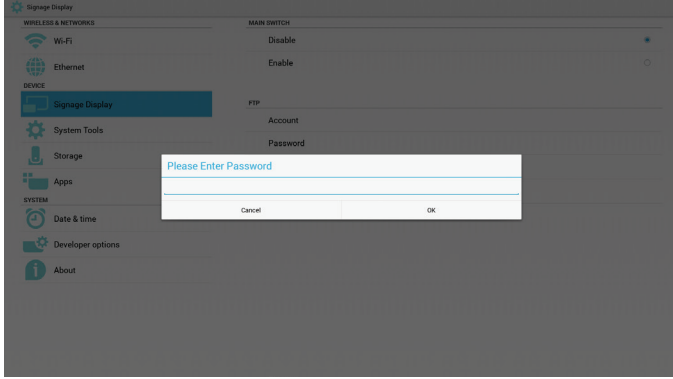 Signage Display
WIRELESS & NETWORKS
Wi-Fi
Ethernet
DEVICE
Signage Display
System Tools
Storage
Apps
SYSTEM
Date & time
Developer options
About
MAIN SWITCH
Disable
Enable
FTP
Account
Password
Please Enter Password
Cancel
OK